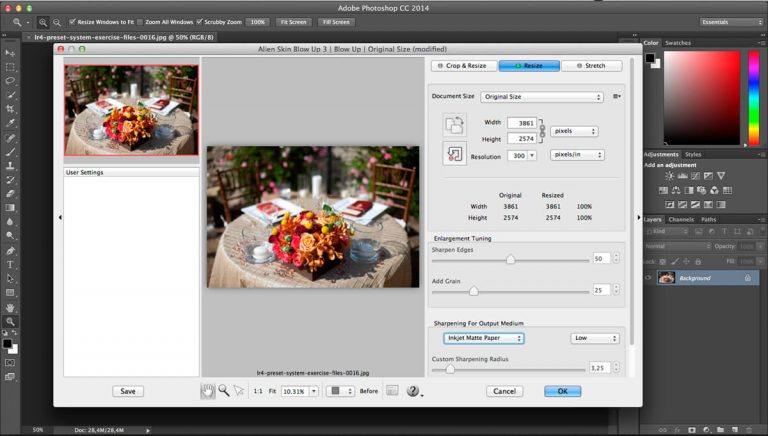 Adobe Photoshop CC 2014
Resize Windows to Fit Zoom All Windows Scrubby Zoom 100% Fit Screen Fill Screen Essentials
lr4-preset-system-exercise-files-0016.jpg @ 50% (RGB/8)
Alien Skin Blow Up 3 | Blow Up | Original Size (modified)
Crop & Resize Resize Stretch
Document Size Original Size
Width 3861
pixels
Height 2574
Resolution 300 pixels/in
Original Resized
Width 3861 3861 100%
Height 2574 2574 100%
Enlargement Tuning
Sharpen Edges
50
Add Grain
25
Sharpening For Output Medium
Inkjet Matte Paper Low
Custom Sharpening Radius
3,25
User Settings
lr4-preset-system-exercise-files-0016.jpg
Save 1:1 Fit 10.31% Before Cancel OK
Color Swatches
Adjustments Styles
Add an adjustment
Layers Channels Paths
Kind
Normal Opacity:
Lock: Fill:
Background
50% Doc: 28,4M/28,4M